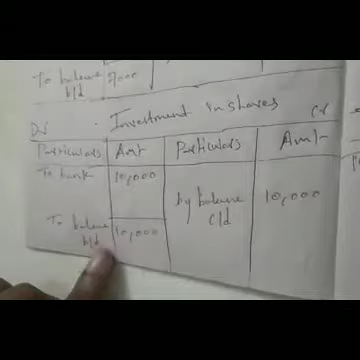 To balance
b/d
7000
Dr
Investment in shares
Cr
Particulars Amt Particulars Amt
To bank 10,000
by balance 10,000
c/d
To balance
b/d 10,000